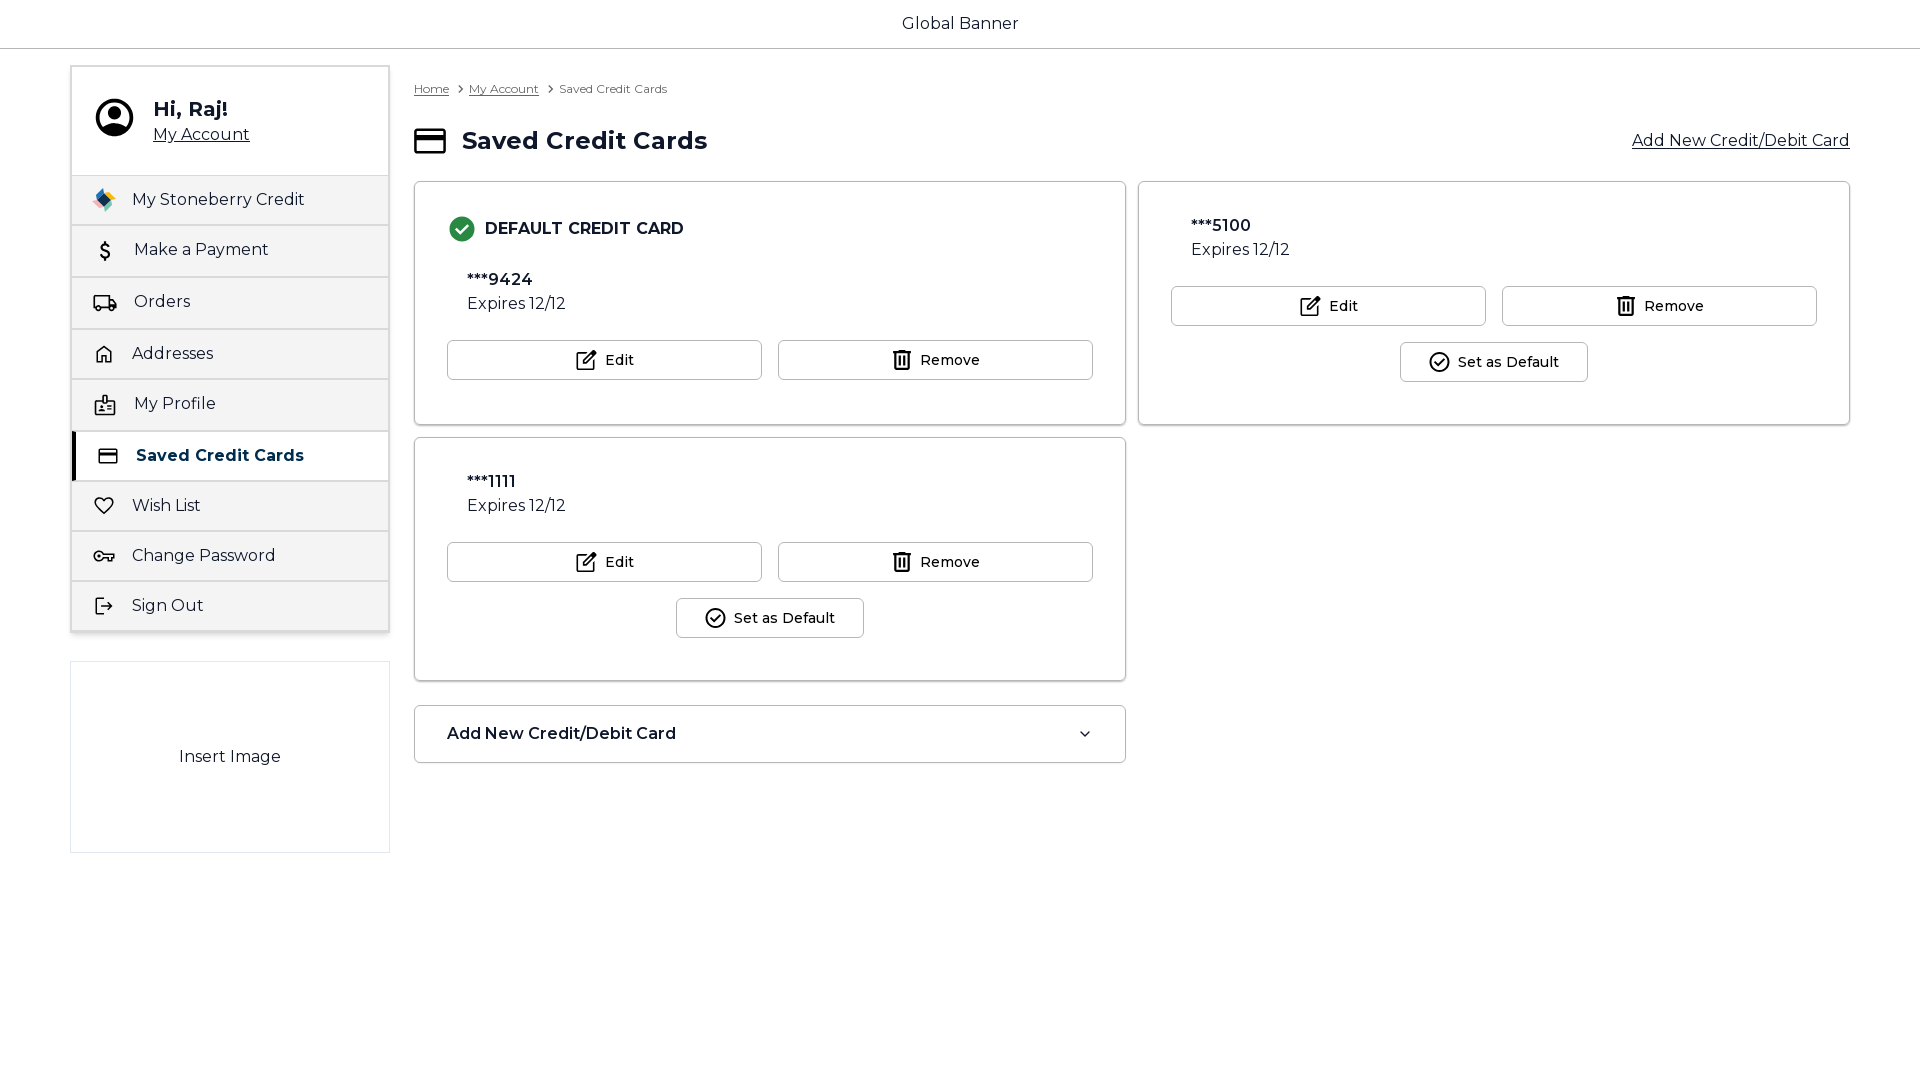 Global Banner
Hi, Raj!
My Account
My Stoneberry Credit
Make a Payment
Orders
Addresses
My Profile
Saved Credit Cards
Wish List
Change Password
Sign Out
Insert Image
Home > My Account > Saved Credit Cards
Saved Credit Cards
Add New Credit/Debit Card
DEFAULT CREDIT CARD
***9424
Expires 12/12
Edit
Remove
***5100
Expires 12/12
Edit
Remove
Set as Default
***1111
Expires 12/12
Edit
Remove
Set as Default
Add New Credit/Debit Card